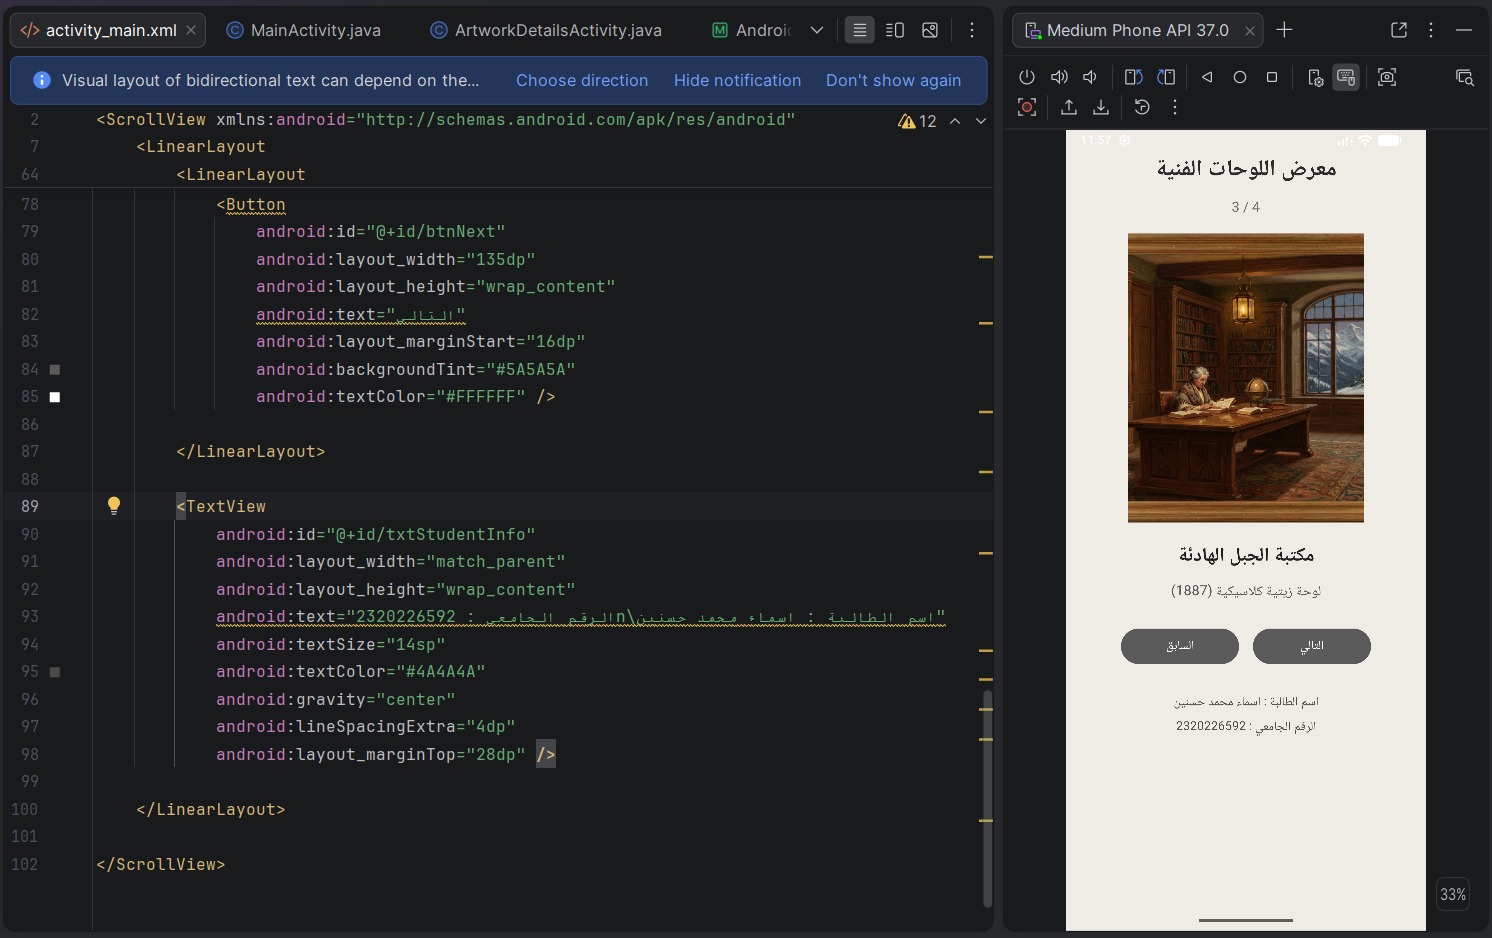 activity_main.xml
MainActivity.java
ArtworkDetailsActivity.java
Androi
Visual layout of bidirectional text can depend on the...
Choose direction
Hide notification
Don't show again
12
2 <ScrollView xmlns:android="http://schemas.android.com/apk/res/android"
7 <LinearLayout
64 <LinearLayout
78 <Button
79 android:id="@+id/btnNext"
80 android:layout_width="135dp"
81 android:layout_height="wrap_content"
82 android:text="التالي"
83 android:layout_marginStart="16dp"
84 android:backgroundTint="#5A5A5A"
85 android:textColor="#FFFFFF" />
86
87 </LinearLayout>
88
89 <TextView
90 android:id="@+id/txtStudentInfo"
91 android:layout_width="match_parent"
92 android:layout_height="wrap_content"
93 android:text="اسم الطالبة : اسماء محمد حسنين\nالرقم الجامعي : 2320226592"
94 android:textSize="14sp"
95 android:textColor="#4A4A4A"
96 android:gravity="center"
97 android:lineSpacingExtra="4dp"
98 android:layout_marginTop="28dp" />
99
100 </LinearLayout>
101
102 </ScrollView>
Medium Phone API 37.0
11:57
معرض اللوحات الفنية
3 / 4
مكتبة الجبل الهادئة
لوحة زيتية كلاسيكية (1887)
السابق
التالي
اسم الطالبة : اسماء محمد حسنين
الرقم الجامعي : 2320226592
33%